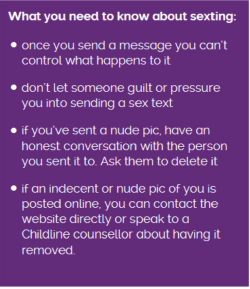 What you need to know about sexting:
• once you send a message you can't
control what happens to it
• don't let someone guilt or pressure
you into sending a sex text
• if you've sent a nude pic, have an
honest conversation with the person
you sent it to. Ask them to delete it
• if an indecent or nude pic of you is
posted online, you can contact the
website directly or speak to a
Childline counsellor about having it
removed.